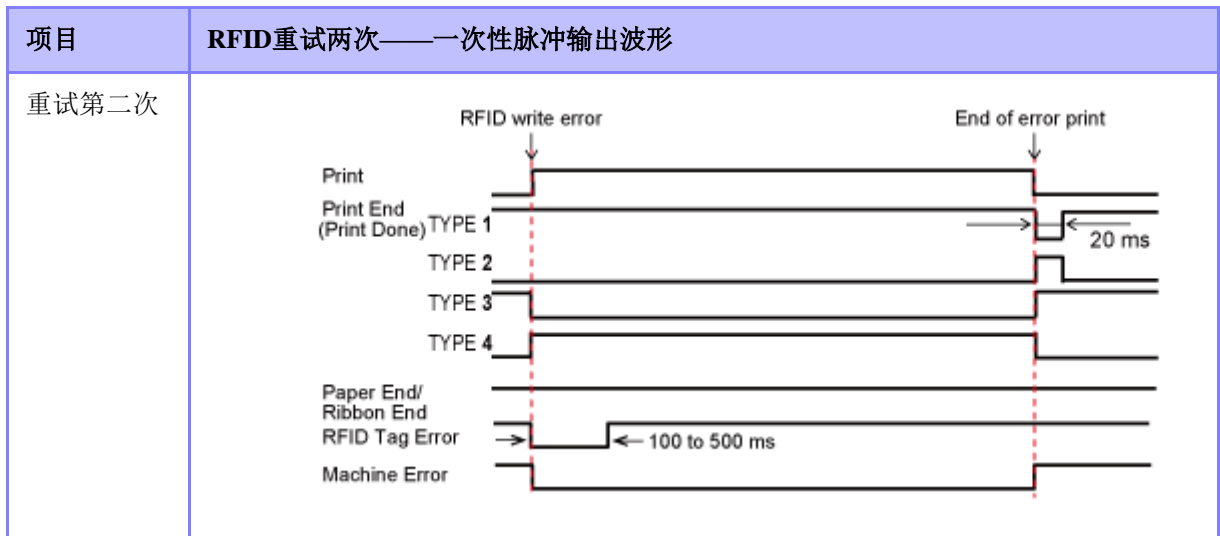 项目
RFID重试两次——一次性脉冲输出波形
重试第二次
RFID write error
End of error print
Print
Print End
(Print Done) TYPE 1
20 ms
TYPE 2
TYPE 3
TYPE 4
Paper End/
Ribbon End
RFID Tag Error
100 to 500 ms
Machine Error